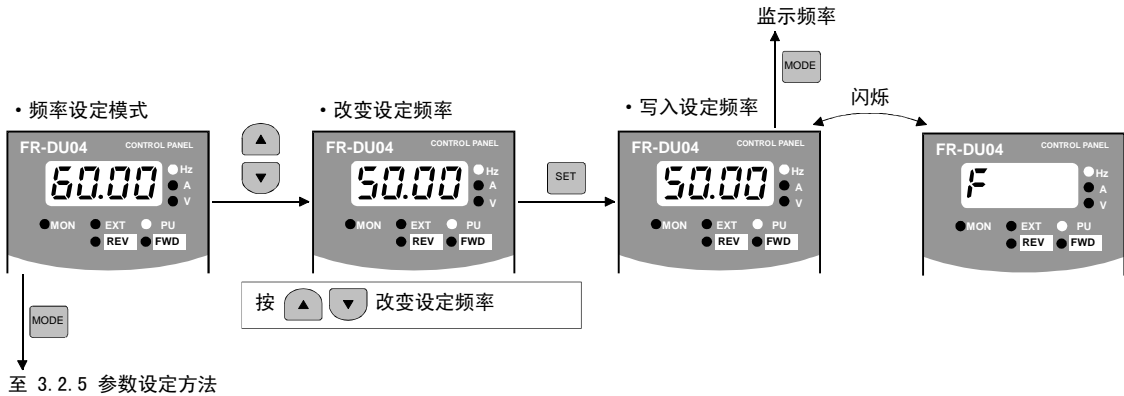 监示频率
MODE
・频率设定模式
・改变设定频率
・写入设定频率
闪烁
FR-DU04 CONTROL PANEL
60.00 Hz
A
V
MON EXT PU
REV FWD
FR-DU04 CONTROL PANEL
50.00 Hz
A
V
MON EXT PU
REV FWD
SET
FR-DU04 CONTROL PANEL
50.00 Hz
A
V
MON EXT PU
REV FWD
FR-DU04 CONTROL PANEL
F Hz
A
V
MON EXT PU
REV FWD
按 ▲ ▼ 改变设定频率
MODE
至 3.2.5 参数设定方法